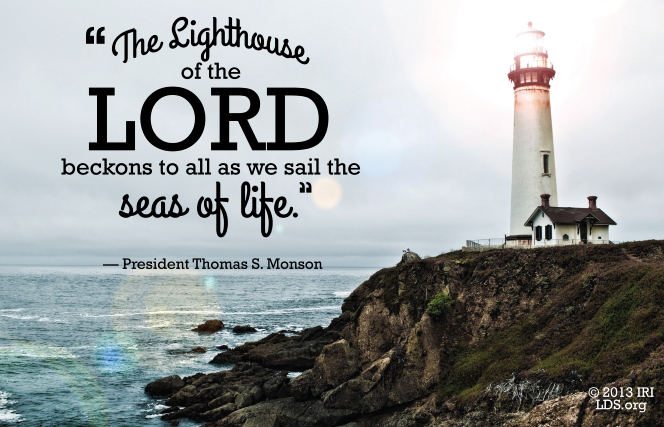 “The Lighthouse
of the
LORD
beckons to all as we sail the
seas of life.”
— President Thomas S. Monson
© 2013 IRI
LDS.org